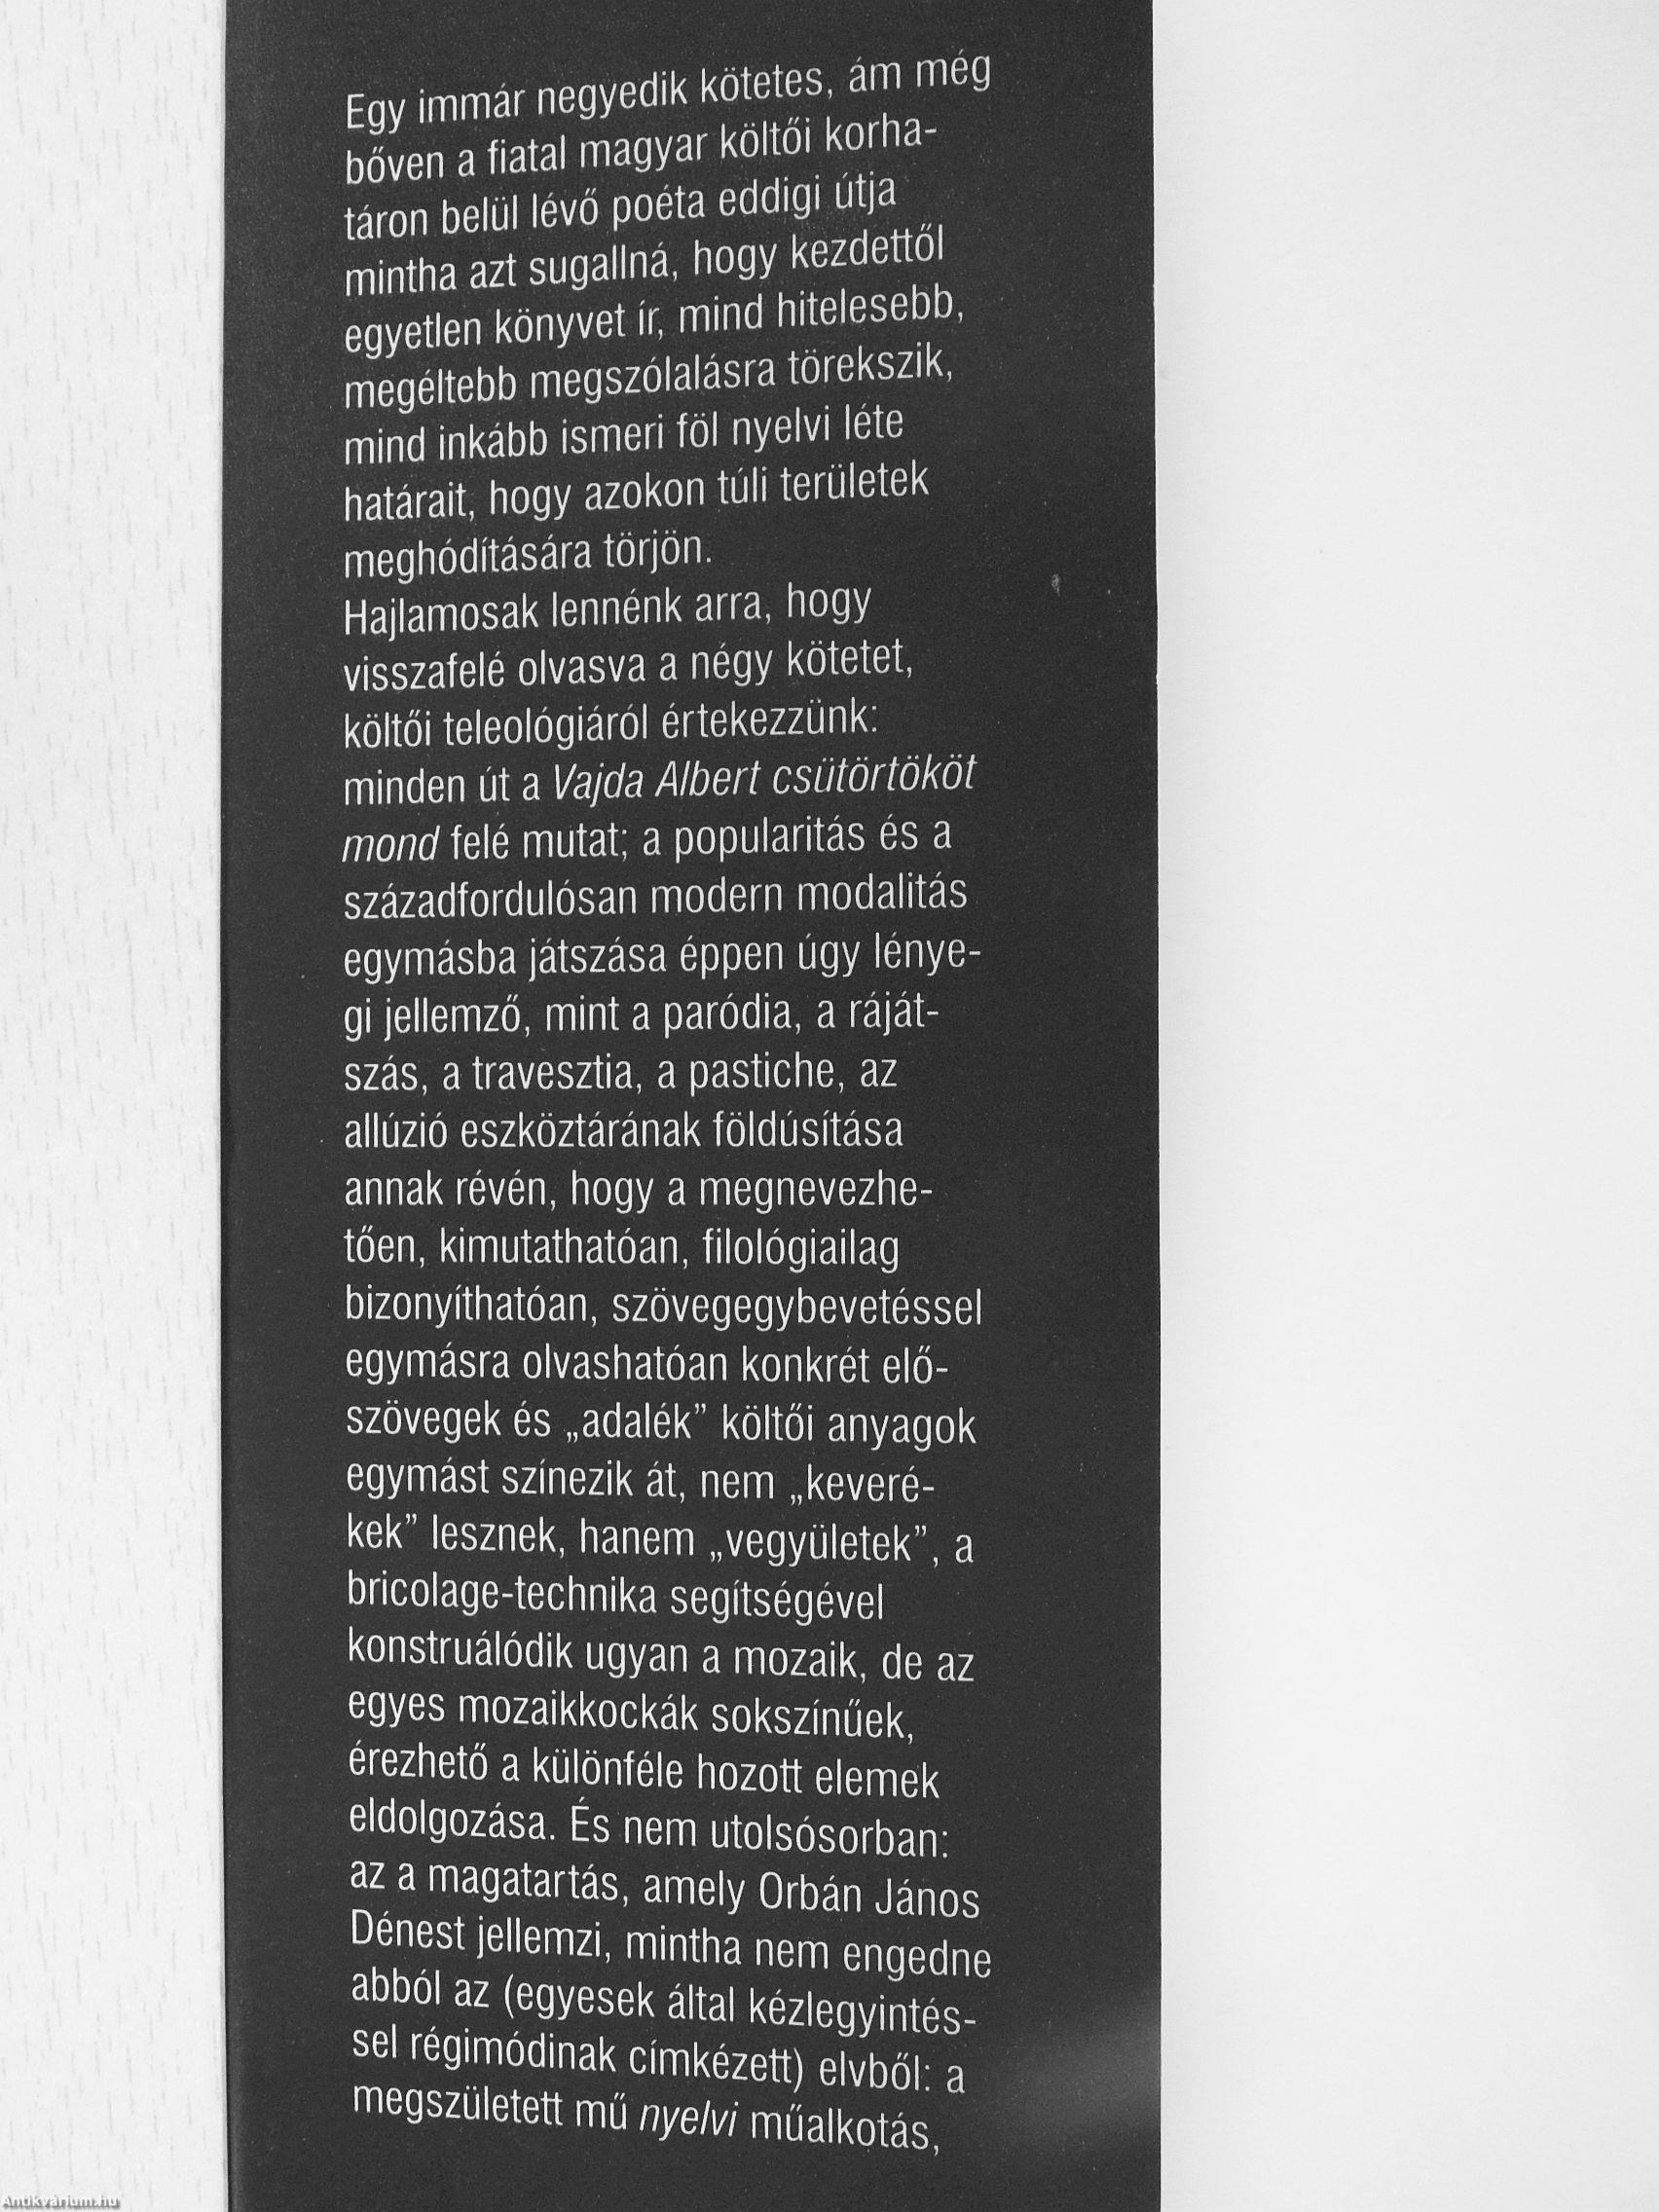 Egy immár negyedik kötetes, ám még
bőven a fiatal magyar költői korha-
táron belül lévő poéta eddigi útja
mintha azt sugallná, hogy kezdettől
egyetlen könyvet ír, mind hitelesebb,
megéltebb megszólalásra törekszik,
mind inkább ismeri föl nyelvi léte
határait, hogy azokon túli területek
meghódítására törjön.
Hajlamosak lennénk arra, hogy
visszafelé olvasva a négy kötetet,
költői teleológiáról értekezzünk:
minden út a Vajda Albert csütörtököt
mond felé mutat; a popularitás és a
századfordulósan modern modalitás
egymásba játszása éppen úgy lénye-
gi jellemző, mint a paródia, a ráját-
szás, a travesztia, a pastiche, az
allúzió eszköztárának földúsítása
annak révén, hogy a megnevezhe-
tően, kimutathatóan, filológiailag
bizonyíthatóan, szövegegybevetéssel
egymásra olvashatóan konkrét elő-
szövegek és „adalék” költői anyagok
egymást színezik át, nem „keveré-
kek” lesznek, hanem „vegyületek”, a
bricolage-technika segítségével
konstruálódik ugyan a mozaik, de az
egyes mozaikkockák sokszínűek,
érezhető a különféle hozott elemek
eldolgozása. És nem utolsósorban:
az a magatartás, amely Orbán János
Dénest jellemzi, mintha nem engedne
abból az (egyesek által kézlegyintés-
sel régimódinak címkézett) elvből: a
megszületett mű nyelvi műalkotás,
Antikvárium.hu